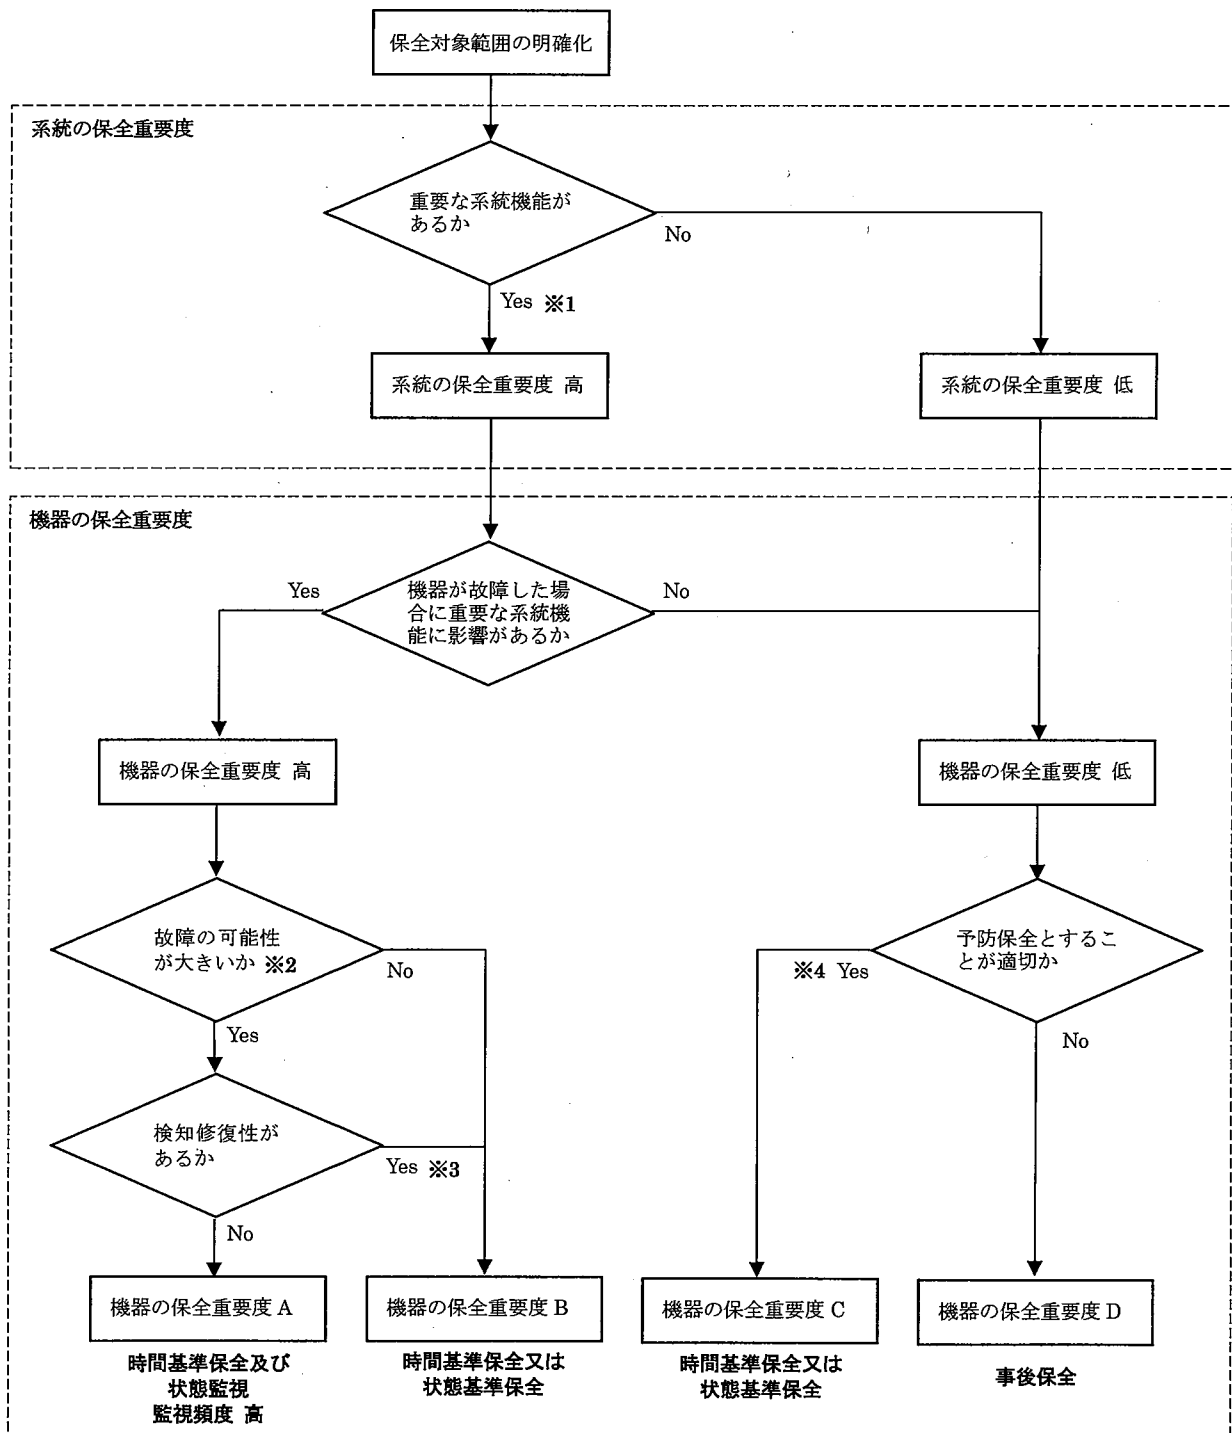 保全対象範囲の明確化
系統の保全重要度
重要な系統機能が
あるか
No
Yes ※1
系統の保全重要度 高
系統の保全重要度 低
機器の保全重要度
Yes
機器が故障した場
合に重要な系統機
能に影響があるか
No
機器の保全重要度 高
機器の保全重要度 低
故障の可能性
が大きいか ※2
No
Yes
予防保全とするこ
とが適切か
※4 Yes
No
検知修復性が
あるか
Yes ※3
No
機器の保全重要度 A
機器の保全重要度 B
機器の保全重要度 C
機器の保全重要度 D
時間基準保全及び
状態監視
監視頻度 高
時間基準保全又は
状態基準保全
時間基準保全又は
状態基準保全
事後保全